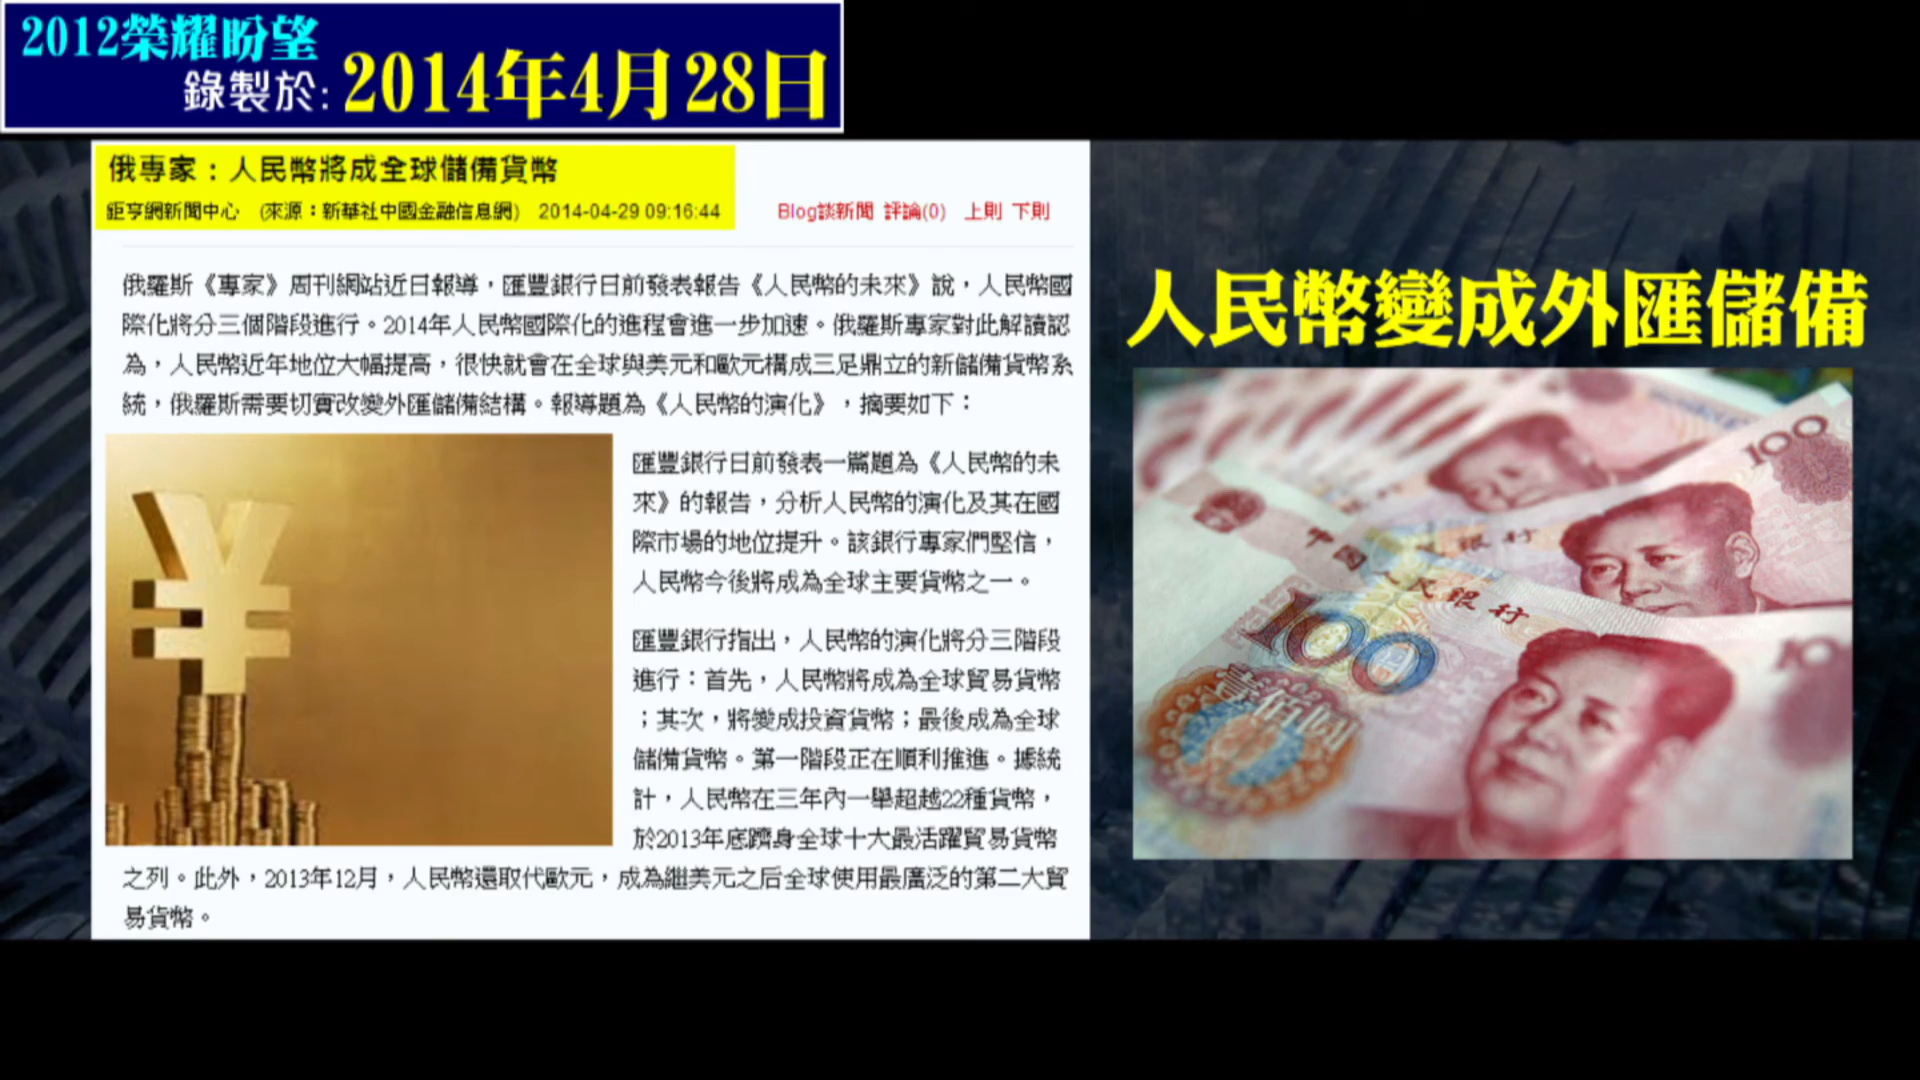 2012榮耀盼望
錄製於: 2014年4月28日
俄專家：人民幣將成全球儲備貨幣
鉅亨網新聞中心 (來源：新華社中國金融信息網) 2014-04-29 09:16:44
Blog談新聞 評論(0) 上則 下則
俄羅斯《專家》周刊網站近日報導，匯豐銀行日前發表報告《人民幣的未來》說，人民幣國
際化將分三個階段進行。2014年人民幣國際化的進程會進一步加速。俄羅斯專家對此解讀認
為，人民幣近年地位大幅提高，很快就會在全球與美元和歐元構成三足鼎立的新儲備貨幣系
統，俄羅斯需要切實改變外匯儲備結構。報導題為《人民幣的演化》，摘要如下：
匯豐銀行日前發表一篇題為《人民幣的未
來》的報告，分析人民幣的演化及其在國
際市場的地位提升。該銀行專家們堅信，
人民幣今後將成為全球主要貨幣之一。
匯豐銀行指出，人民幣的演化將分三階段
進行：首先，人民幣將成為全球貿易貨幣
；其次，將變成投資貨幣；最後成為全球
儲備貨幣。第一階段正在順利推進。據統
計，人民幣在三年內一舉超越22種貨幣，
於2013年底躋身全球十大最活躍貿易貨幣
之列。此外，2013年12月，人民幣還取代歐元，成為繼美元之后全球使用最廣泛的第二大貿
易貨幣。
人民幣變成外匯儲備
100
中国人民银行
100